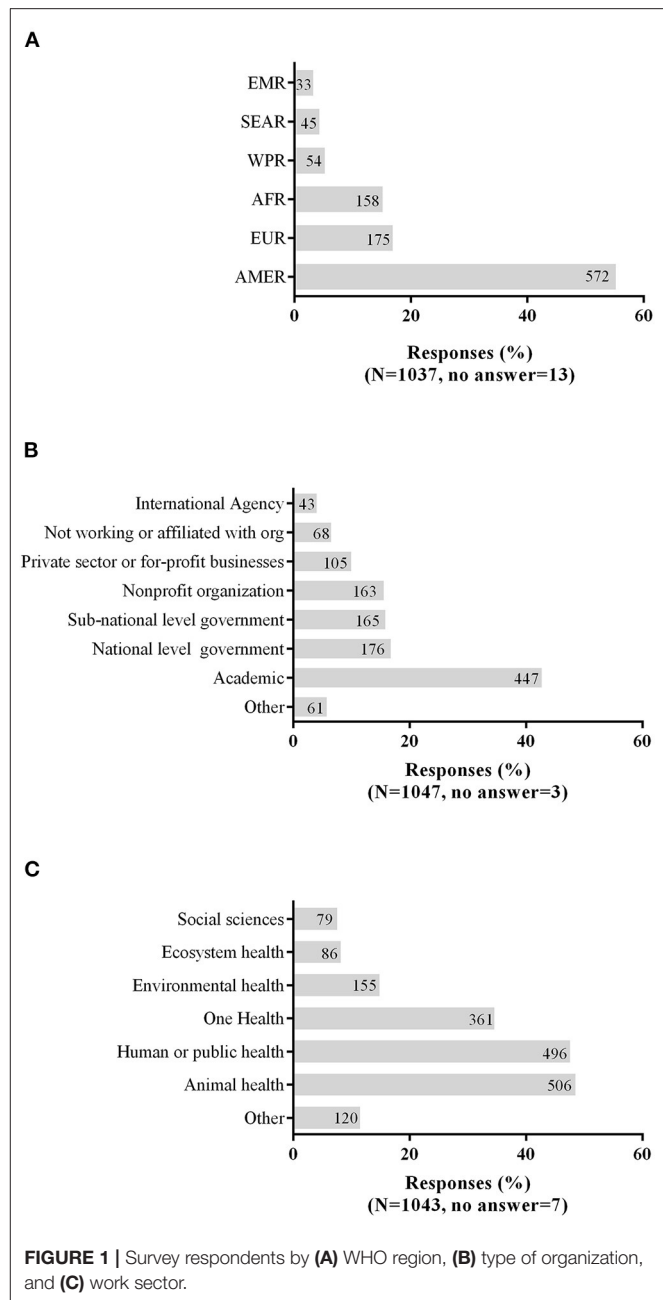 A
EMR 33
SEAR 45
WPR 54
AFR 158
EUR 175
AMER 572
0 20 40 60
Responses (%)
(N=1037, no answer=13)
B
International Agency 43
Not working or affiliated with org 68
Private sector or for-profit businesses 105
Nonprofit organization 163
Sub-national level government 165
National level government 176
Academic 447
Other 61
0 20 40 60
Responses (%)
(N=1047, no answer=3)
C
Social sciences 79
Ecosystem health 86
Environmental health 155
One Health 361
Human or public health 496
Animal health 506
Other 120
0 20 40 60
Responses (%)
(N=1043, no answer=7)
FIGURE 1 | Survey respondents by (A) WHO region, (B) type of organization,
and (C) work sector.